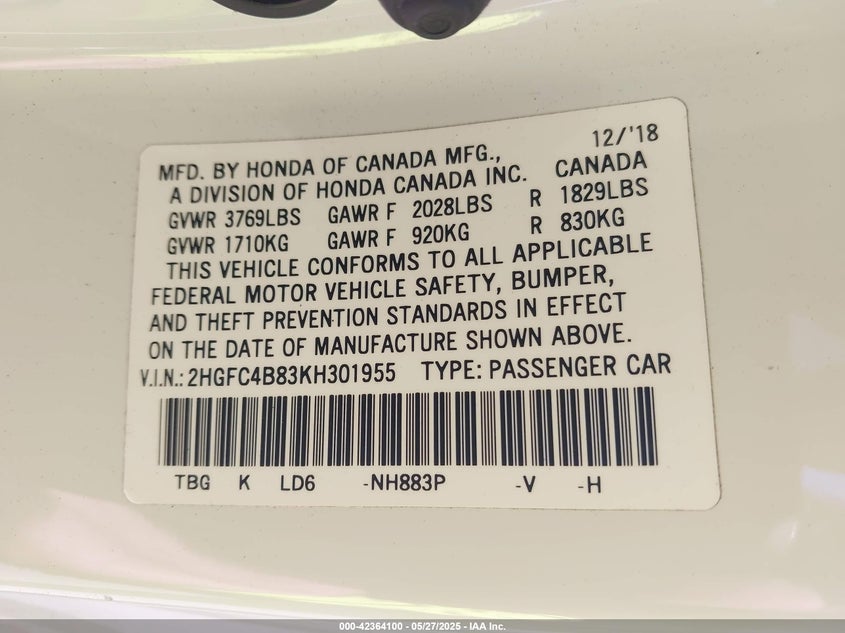 12/'18
MFD. BY HONDA OF CANADA MFG.,
A DIVISION OF HONDA CANADA INC. CANADA
GVWR 3769LBS GAWR F 2028LBS R 1829LBS
GVWR 1710KG GAWR F 920KG R 830KG
THIS VEHICLE CONFORMS TO ALL APPLICABLE
FEDERAL MOTOR VEHICLE SAFETY, BUMPER,
AND THEFT PREVENTION STANDARDS IN EFFECT
ON THE DATE OF MANUFACTURE SHOWN ABOVE.
V.I.N.: 2HGFC4B83KH301955 TYPE: PASSENGER CAR
TBG K LD6 -NH883P -V -H
000-42364100 - 05/27/2025 - IAA Inc.